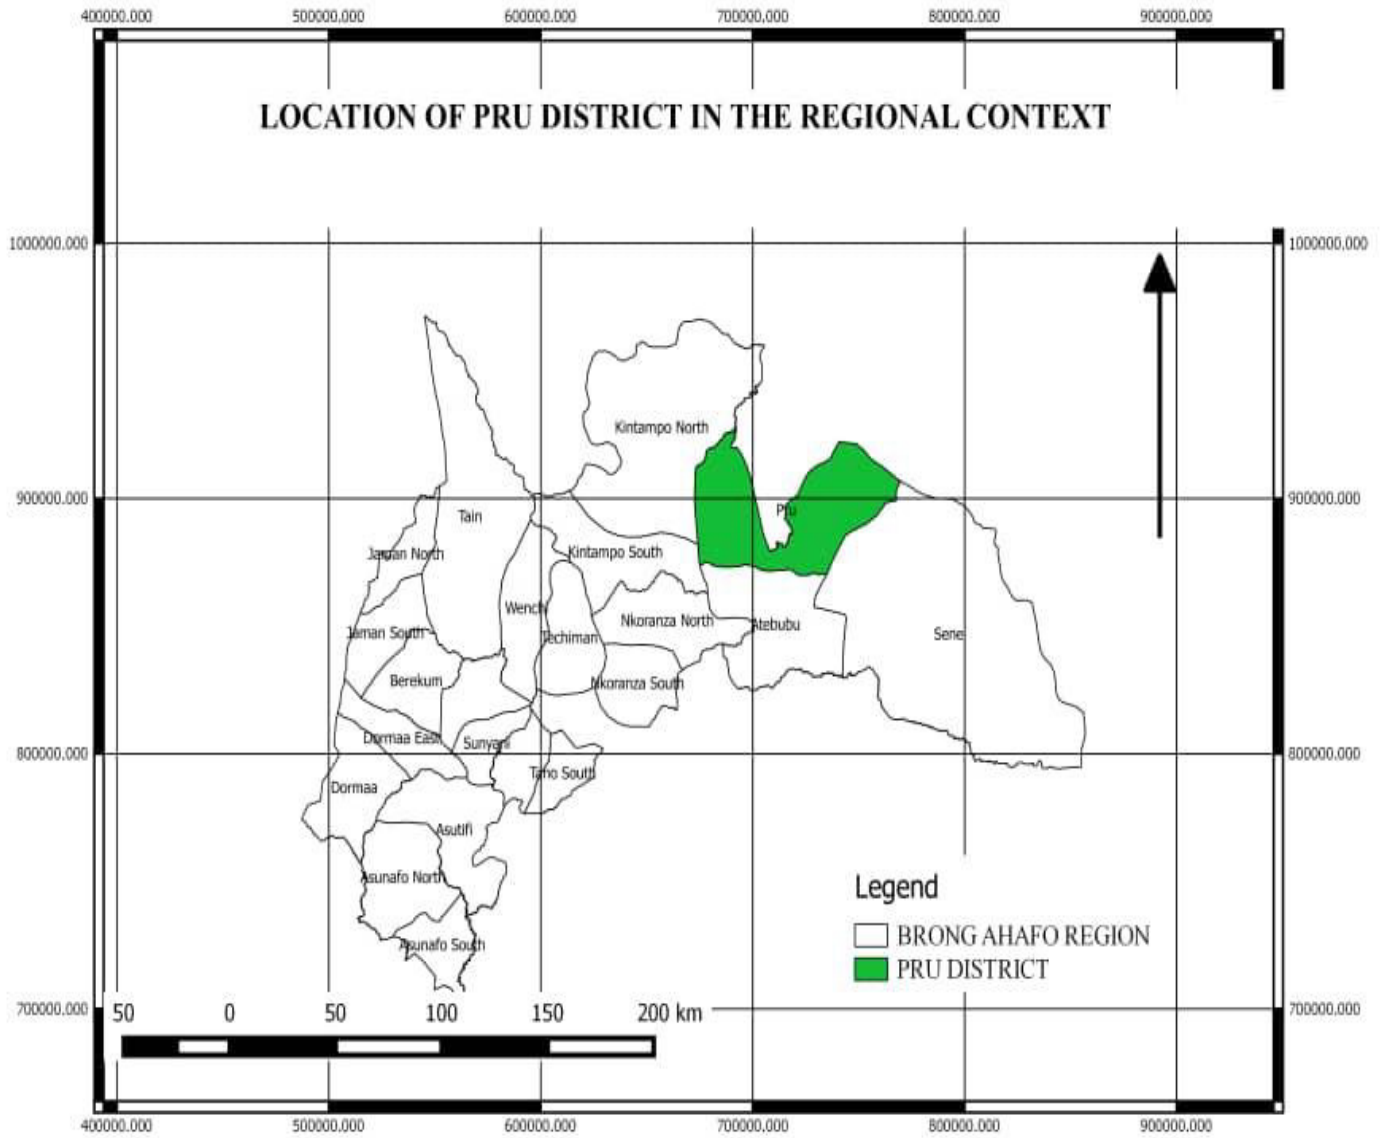 400000.000 500000.000 600000.000 700000.000 800000.000 900000.000
LOCATION OF PRU DISTRICT IN THE REGIONAL CONTEXT
1000000.000 1000000.000
Kintampo North
900000.000 900000.000
Pru
Tain
Jaman North
Kintampo South
Wench
Nkoranza North
Atebubu
Jaman South
Techiman
Sene
Berekum
Nkoranza South
Dormaa East
Sunyani
800000.000 800000.000
Tano South
Dormaa
Asutifi
Asunafo North
Legend
BRONG AHAFO REGION
Asunafo South
PRU DISTRICT
700000.000 700000.000
50 0 50 100 150 200 km
400000.000 500000.000 600000.000 700000.000 800000.000 900000.000